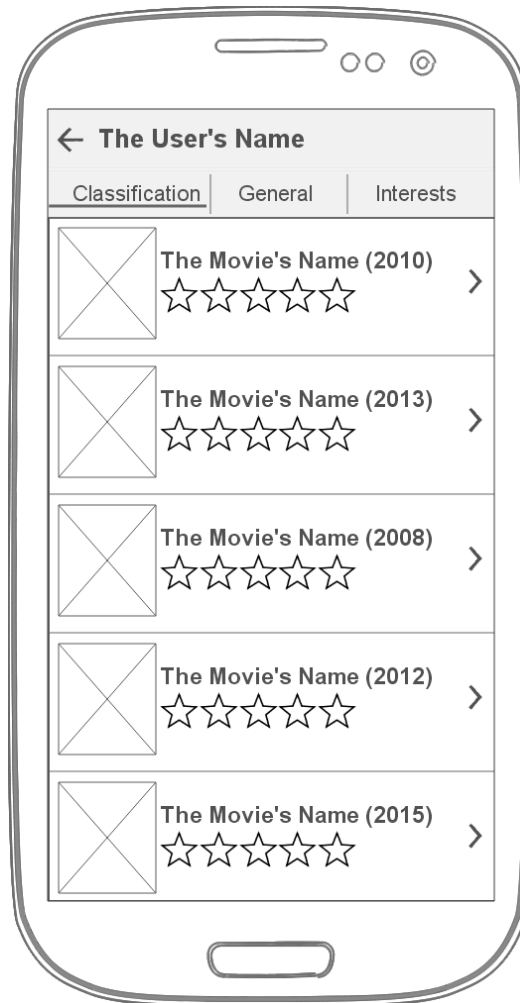 The User's Name
Classification General Interests
The Movie's Name (2010)
The Movie's Name (2013)
The Movie's Name (2008)
The Movie's Name (2012)
The Movie's Name (2015)